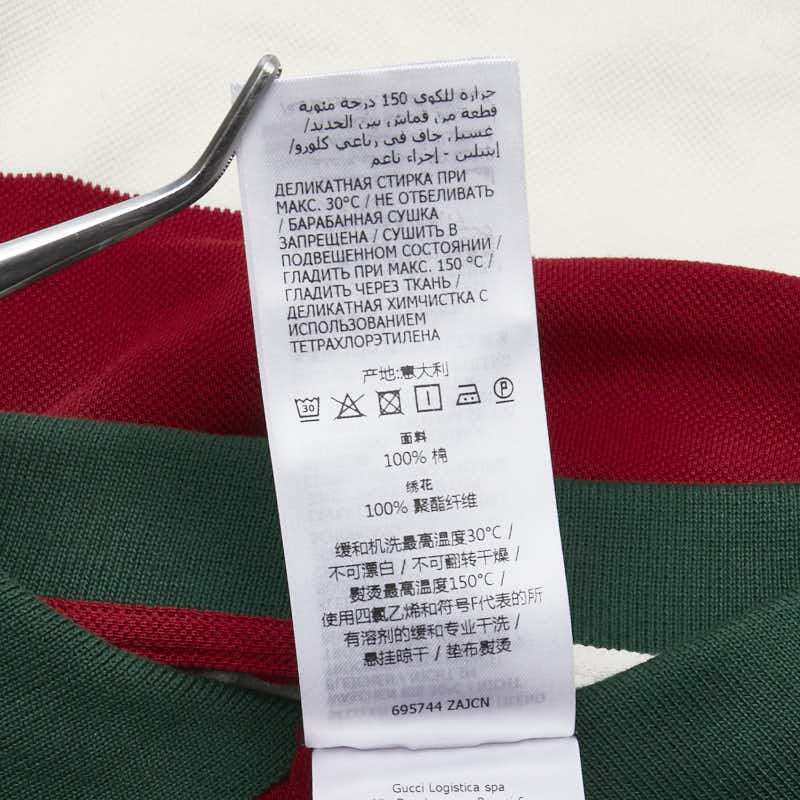 حرارة للكوي 150 درجة مئوية
قطعة من قماش بين الحديد/
غسيل جاف في رباعي كلورو/
إيثيلين - إجراء ناعم
ДЕЛИКАТНАЯ СТИРКА ПРИ
МАКС. 30°C / НЕ ОТБЕЛИВАТЬ
/ БАРАБАННАЯ СУШКА
ЗАПРЕЩЕНА / СУШИТЬ В
ПОДВЕШЕННОМ СОСТОЯНИИ /
ГЛАДИТЬ ПРИ МАКС. 150 °C /
ГЛАДИТЬ ЧЕРЕЗ ТКАНЬ /
ДЕЛИКАТНАЯ ХИМЧИСТКА С
ИСПОЛЬЗОВАНИЕМ
ТЕТРАХЛОРЭТИЛЕНА
产地:意大利
30 P
面料
100% 棉
绣花
100% 聚酯纤维
缓和机洗最高温度30°C /
不可漂白 / 不可翻转干燥 /
熨烫最高温度150°C /
使用四氯乙烯和符号F代表的所
有溶剂的缓和专业干洗 /
悬挂晾干 / 垫布熨烫
695744 ZAJCN
Gucci Logistica spa